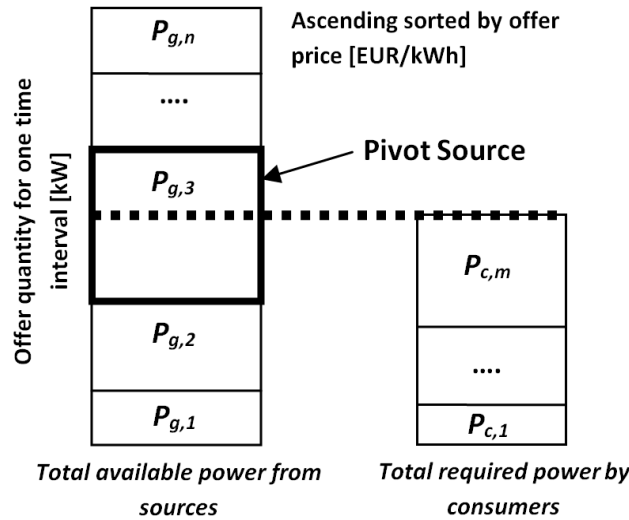 P_g,n
Ascending sorted by offer
price [EUR/kWh]
....
Offer quantity for one time
interval [kW]
Pivot Source
P_g,3
P_c,m
P_g,2
....
P_g,1
P_c,1
Total available power from
sources
Total required power by
consumers